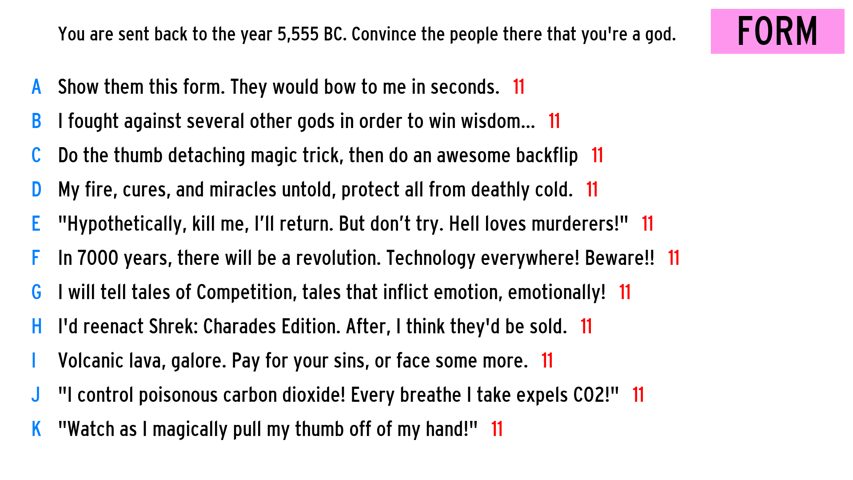 You are sent back to the year 5,555 BC. Convince the people there that you're a god.
FORM
A Show them this form. They would bow to me in seconds. 11
B I fought against several other gods in order to win wisdom... 11
C Do the thumb detaching magic trick, then do an awesome backflip 11
D My fire, cures, and miracles untold, protect all from deathly cold. 11
E "Hypothetically, kill me, I’ll return. But don’t try. Hell loves murderers!" 11
F In 7000 years, there will be a revolution. Technology everywhere! Beware!! 11
G I will tell tales of Competition, tales that inflict emotion, emotionally! 11
H I'd reenact Shrek: Charades Edition. After, I think they'd be sold. 11
I Volcanic lava, galore. Pay for your sins, or face some more. 11
J "I control poisonous carbon dioxide! Every breathe I take expels CO2!" 11
K "Watch as I magically pull my thumb off of my hand!" 11